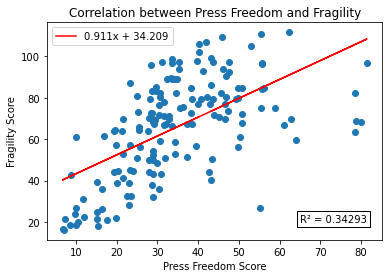 Correlation between Press Freedom and Fragility
0.911x + 34.209
Fragility Score
100
80
60
40
20
R² = 0.34293
10 20 30 40 50 60 70 80
Press Freedom Score